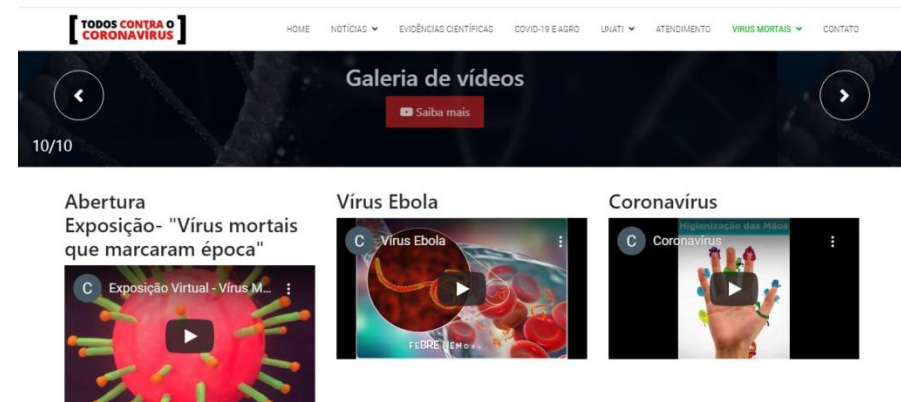 TODOS CONTRA O
CORONAVÍRUS
HOME NOTÍCIAS EVIDÊNCIAS CIENTÍFICAS COVID-19 E AGRO UNATI ATENDIMENTO VIRUS MORTAIS CONTATO
Galeria de vídeos
Saiba mais
10/10
Abertura
Exposição- "Vírus mortais
que marcaram época"
C Exposição Virtual - Vírus M...
Vírus Ebola
C Vírus Ebola
FEBRE HEMO...
Coronavírus
Higienização das Mãos
C Coronavírus